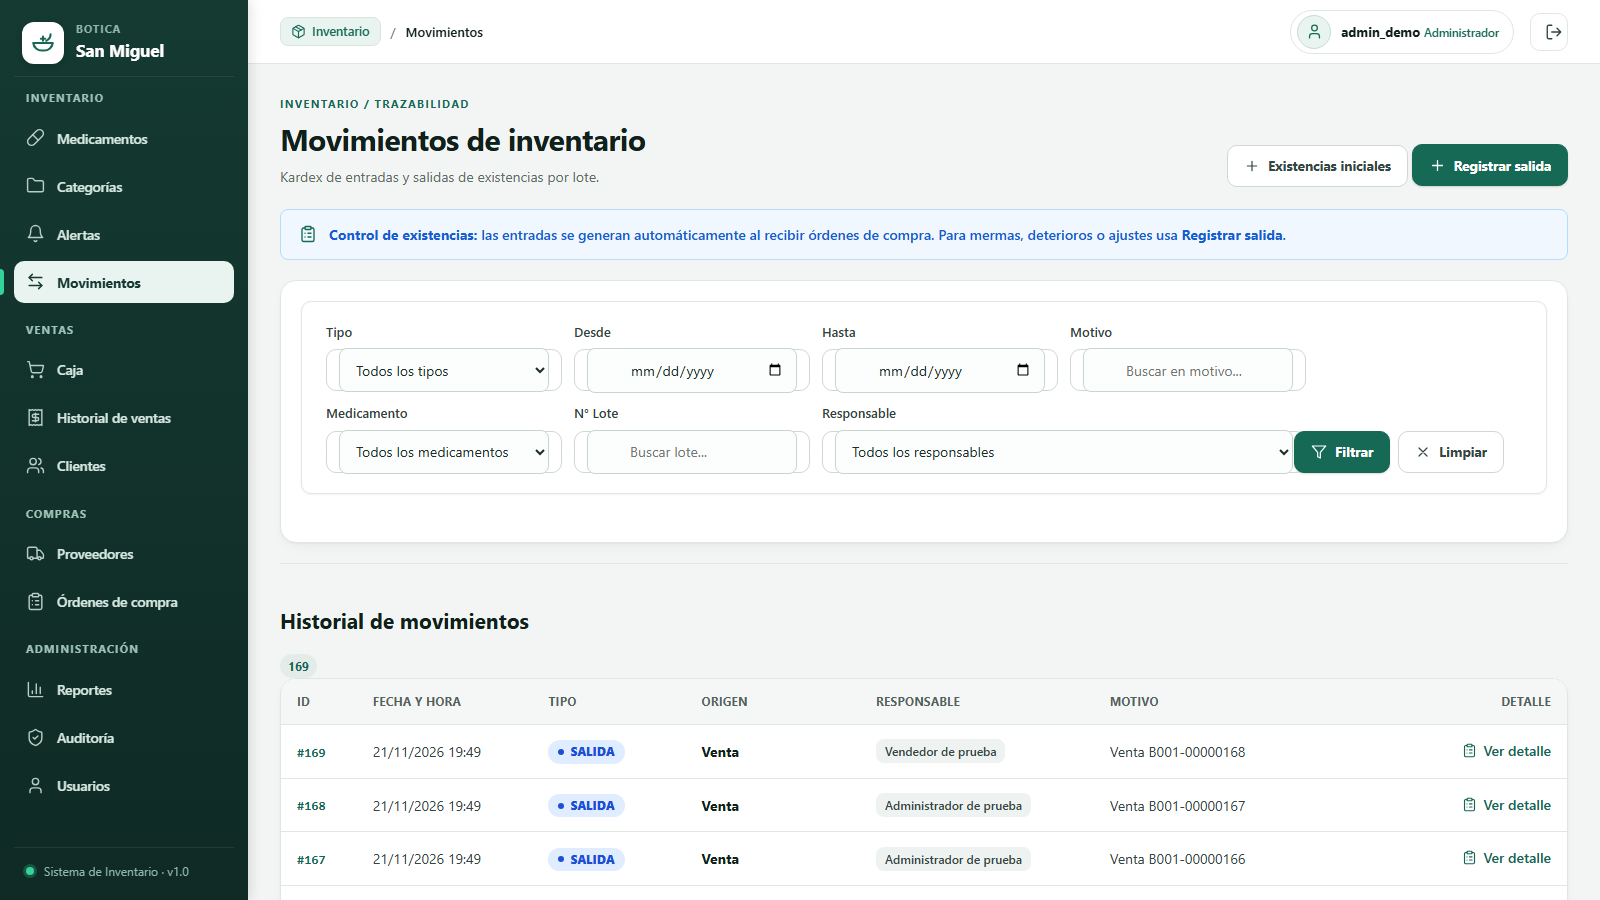 BOTICA
San Miguel
INVENTARIO
Medicamentos
Categorías
Alertas
Movimientos
VENTAS
Caja
Historial de ventas
Clientes
COMPRAS
Proveedores
Órdenes de compra
ADMINISTRACIÓN
Reportes
Auditoría
Usuarios
Sistema de Inventario · v1.0
Inventario / Movimientos
admin_demo Administrador
INVENTARIO / TRAZABILIDAD
Movimientos de inventario
Kardex de entradas y salidas de existencias por lote.
Existencias iniciales
Registrar salida
Control de existencias: las entradas se generan automáticamente al recibir órdenes de compra. Para mermas, deterioros o ajustes usa Registrar salida.
Tipo Desde Hasta Motivo
Todos los tipos mm/dd/yyyy mm/dd/yyyy Buscar en motivo...
Medicamento N° Lote Responsable
Todos los medicamentos Buscar lote... Todos los responsables Filtrar Limpiar
Historial de movimientos
169
ID FECHA Y HORA TIPO ORIGEN RESPONSABLE MOTIVO DETALLE
#169 21/11/2026 19:49 SALIDA Venta Vendedor de prueba Venta B001-00000168 Ver detalle
#168 21/11/2026 19:49 SALIDA Venta Administrador de prueba Venta B001-00000167 Ver detalle
#167 21/11/2026 19:49 SALIDA Venta Administrador de prueba Venta B001-00000166 Ver detalle